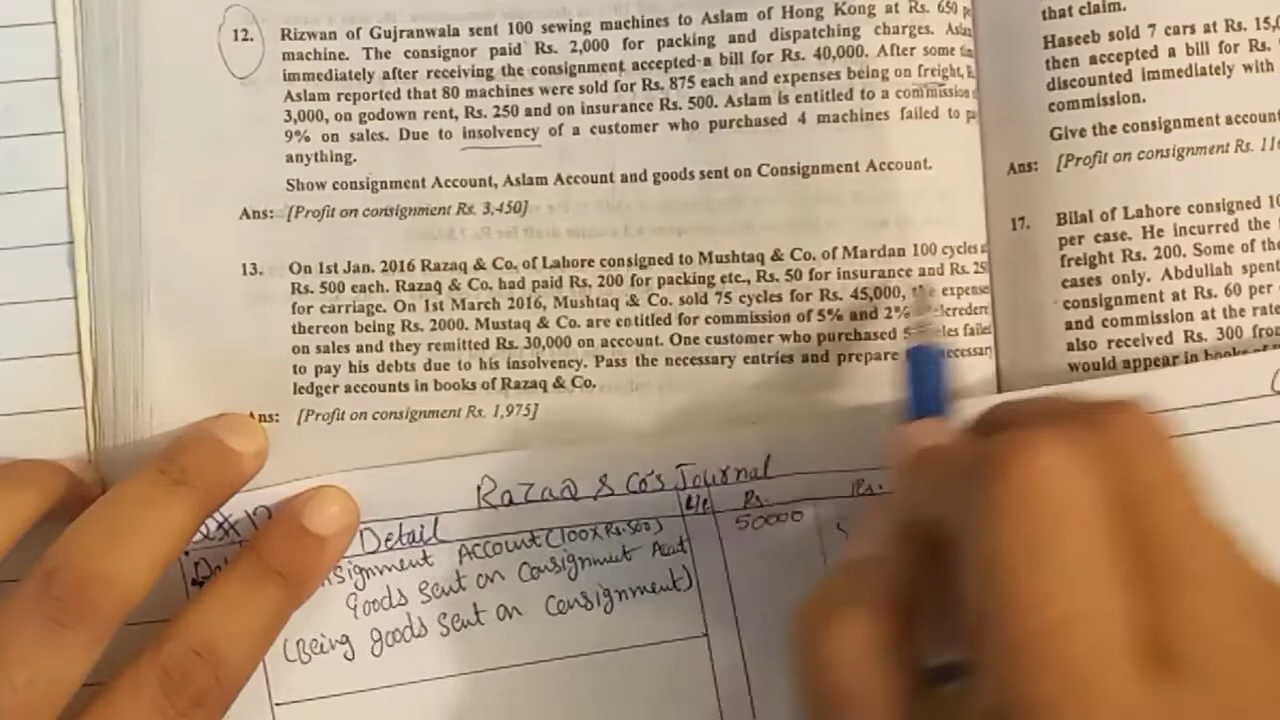 12. Rizwan of Gujranwala sent 100 sewing machines to Aslam of Hong Kong at Rs. 650
machine. The consignor paid Rs. 2,000 for packing and dispatching charges.
immediately after receiving the consignment accepted a bill for Rs. 40,000. After some
Aslam reported that 80 machines were sold for Rs. 875 each and expenses being on freight,
3,000, on godown rent, Rs. 250 and on insurance Rs. 500. Aslam is entitled to a commission
9% on sales. Due to insolvency of a customer who purchased 4 machines failed to
anything.
Show consignment Account, Aslam Account and goods sent on Consignment Account.
Ans: [Profit on consignment Rs. 3,450]
13. On 1st Jan. 2016 Razaq & Co. of Lahore consigned to Mushtaq & Co. of Mardan 100 cycles
Rs. 500 each. Razaq & Co. had paid Rs. 200 for packing etc., Rs. 50 for insurance and Rs.
for carriage. On 1st March 2016, Mushtaq & Co. sold 75 cycles for Rs. 45,000, expense
thereon being Rs. 2000. Mustaq & Co. are entitled for commission of 5% and 2%
on sales and they remitted Rs. 30,000 on account. One customer who purchased
to pay his debts due to his insolvency. Pass the necessary entries and prepare
ledger accounts in books of Razaq & Co.
[Profit on consignment Rs. 1,975]
that claim.
Haseeb sold 7 cars at Rs.
then accepted a bill for Rs.
discounted immediately with
commission.
Give the consignment account
Ans: [Profit on consignment Rs.
17. Bilal of Lahore consigned
per case. He incurred the
freight Rs. 200. Some of the
cases only. Abdullah spent
consignment at Rs. 60 per
and commission at the rate
also received Rs. 300 from
would appear in books of
Razaq & Co's Journal
Detail L/F Rs. Rs.
Account (100xRs.500) 50000
goods sent on Consignment
(Being goods sent on Consignment)